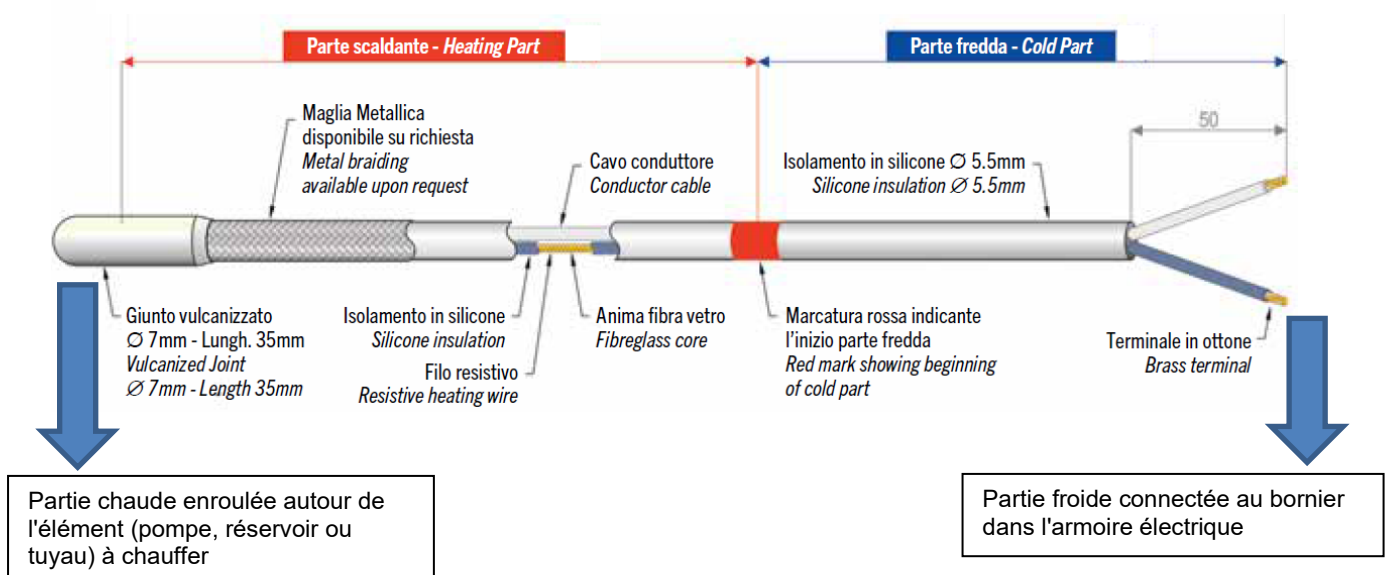 Parte scaldante - Heating Part
Parte fredda - Cold Part
Maglia Metallica
disponibile su richiesta
Metal braiding
available upon request
Cavo conduttore
Conductor cable
Isolamento in silicone Ø 5.5mm
Silicone insulation Ø 5.5mm
50
Giunto vulcanizzato
Ø 7mm - Lungh. 35mm
Vulcanized Joint
Ø 7mm - Length 35mm
Isolamento in silicone
Silicone insulation
Filo resistivo
Resistive heating wire
Anima fibra vetro
Fibreglass core
Marcatura rossa indicante
l'inizio parte fredda
Red mark showing beginning
of cold part
Terminale in ottone
Brass terminal
Partie chaude enroulée autour de
l'élément (pompe, réservoir ou
tuyau) à chauffer
Partie froide connectée au bornier
dans l'armoire électrique